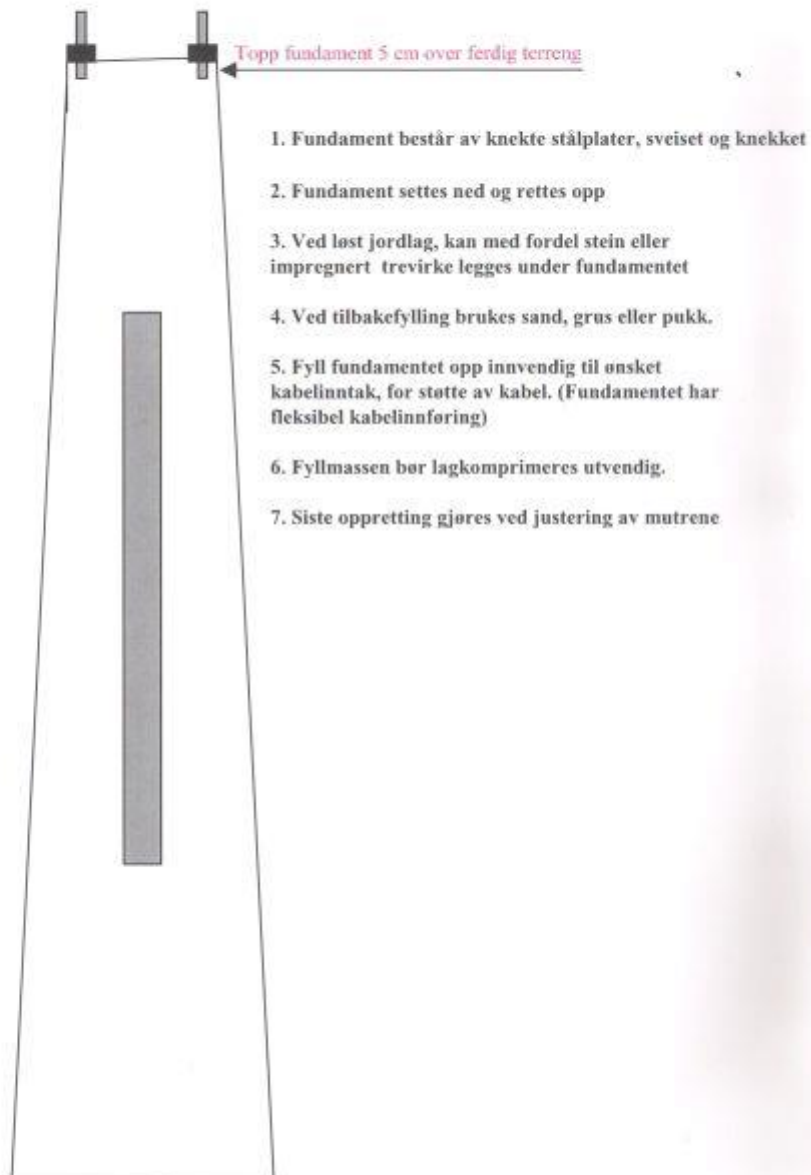 Topp fundament 5 cm over ferdig terreng
1. Fundament består av knekte stålplater, sveiset og knekket
2. Fundament settes ned og rettes opp
3. Ved løst jordlag, kan med fordel stein eller
impregnert trevirke legges under fundamentet
4. Ved tilbakefylling brukes sand, grus eller pukk.
5. Fyll fundamentet opp innvendig til ønsket
kabelinntak, for støtte av kabel. (Fundamentet har
fleksibel kabelinnføring)
6. Fyllmassen bør lagkomprimeres utvendig.
7. Siste oppretting gjøres ved justering av mutrene